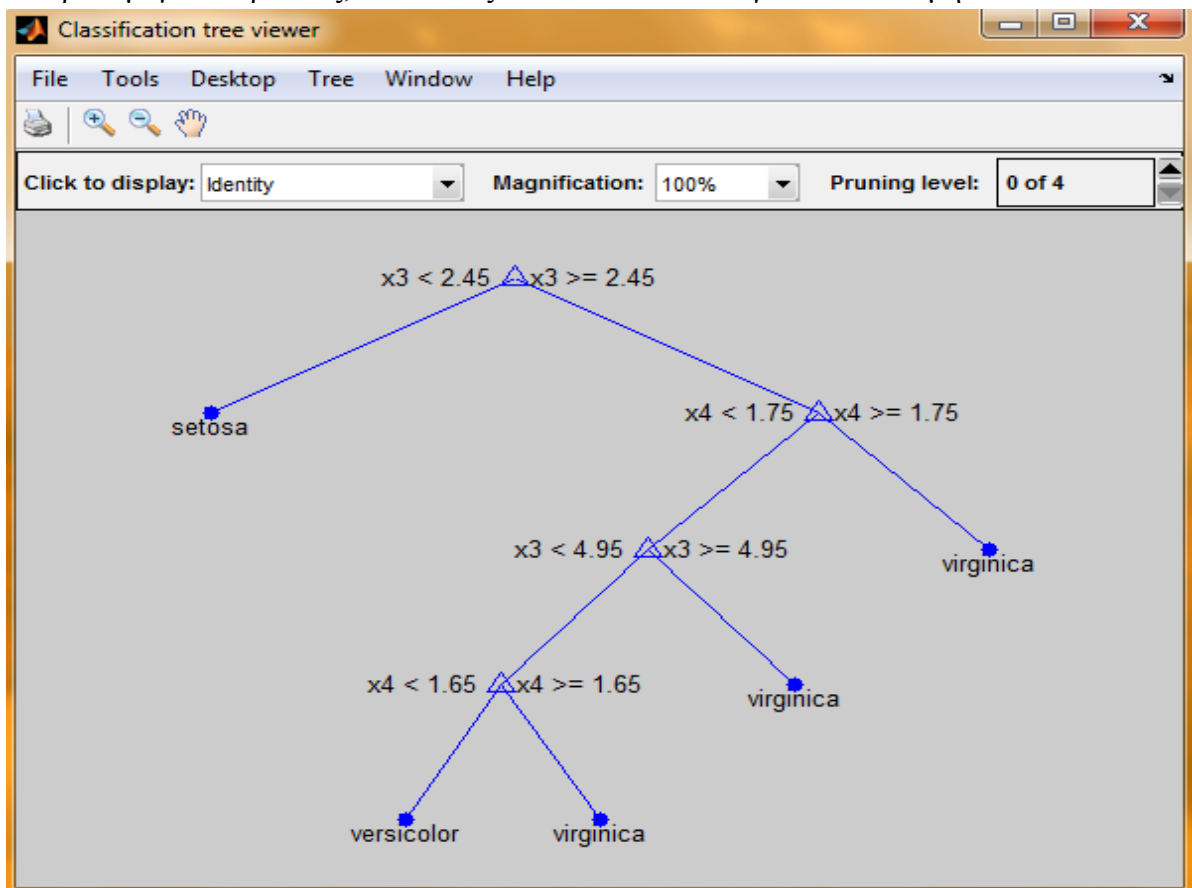 Classification tree viewer
File Tools Desktop Tree Window Help
Click to display: Identity Magnification: 100% Pruning level: 0 of 4
x3 < 2.45 x3 >= 2.45
setosa
x4 < 1.75 x4 >= 1.75
x3 < 4.95 x3 >= 4.95
virginica
x4 < 1.65 x4 >= 1.65
virginica
versicolor virginica